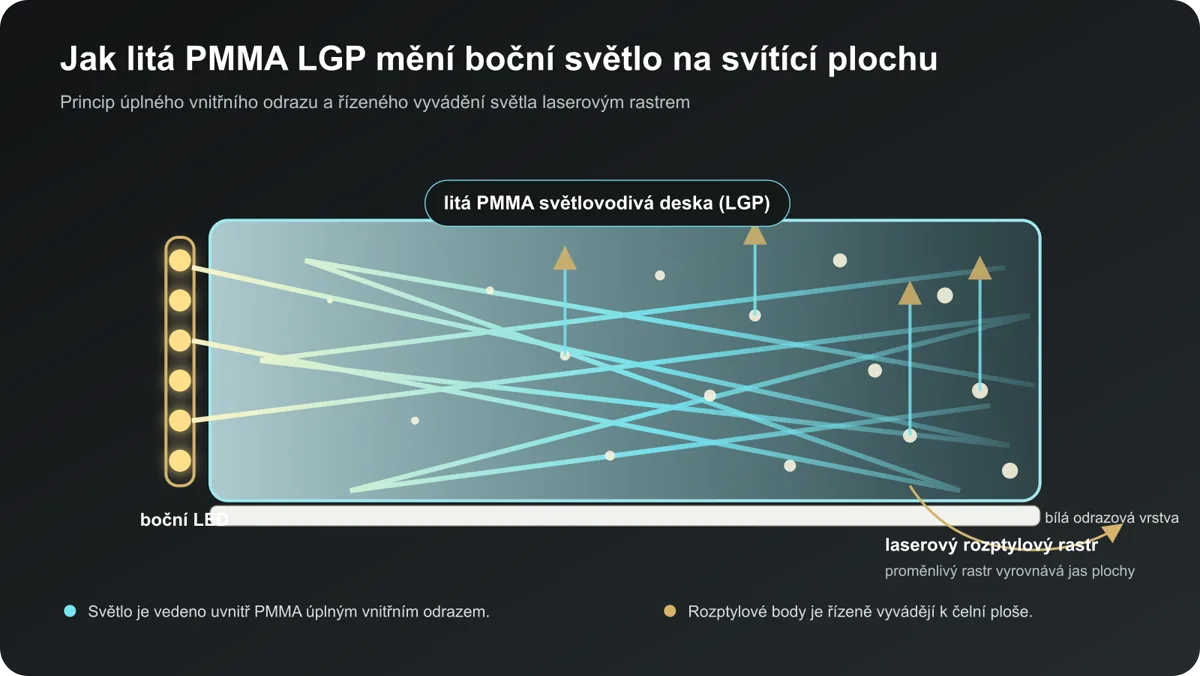 Jak litá PMMA LGP mění boční světlo na svítící plochu
Princip úplného vnitřního odrazu a řízeného vyvádění světla laserovým rastrem
litá PMMA světlovodivá deska (LGP)
boční LED
bílá odrazová vrstva
laserový rozptylový rastr
proměnlivý rastr vyrovnává jas plochy
Světlo je vedeno uvnitř PMMA úplným vnitřním odrazem.
Rozptylové body je řízeně vyvádějí k čelní ploše.